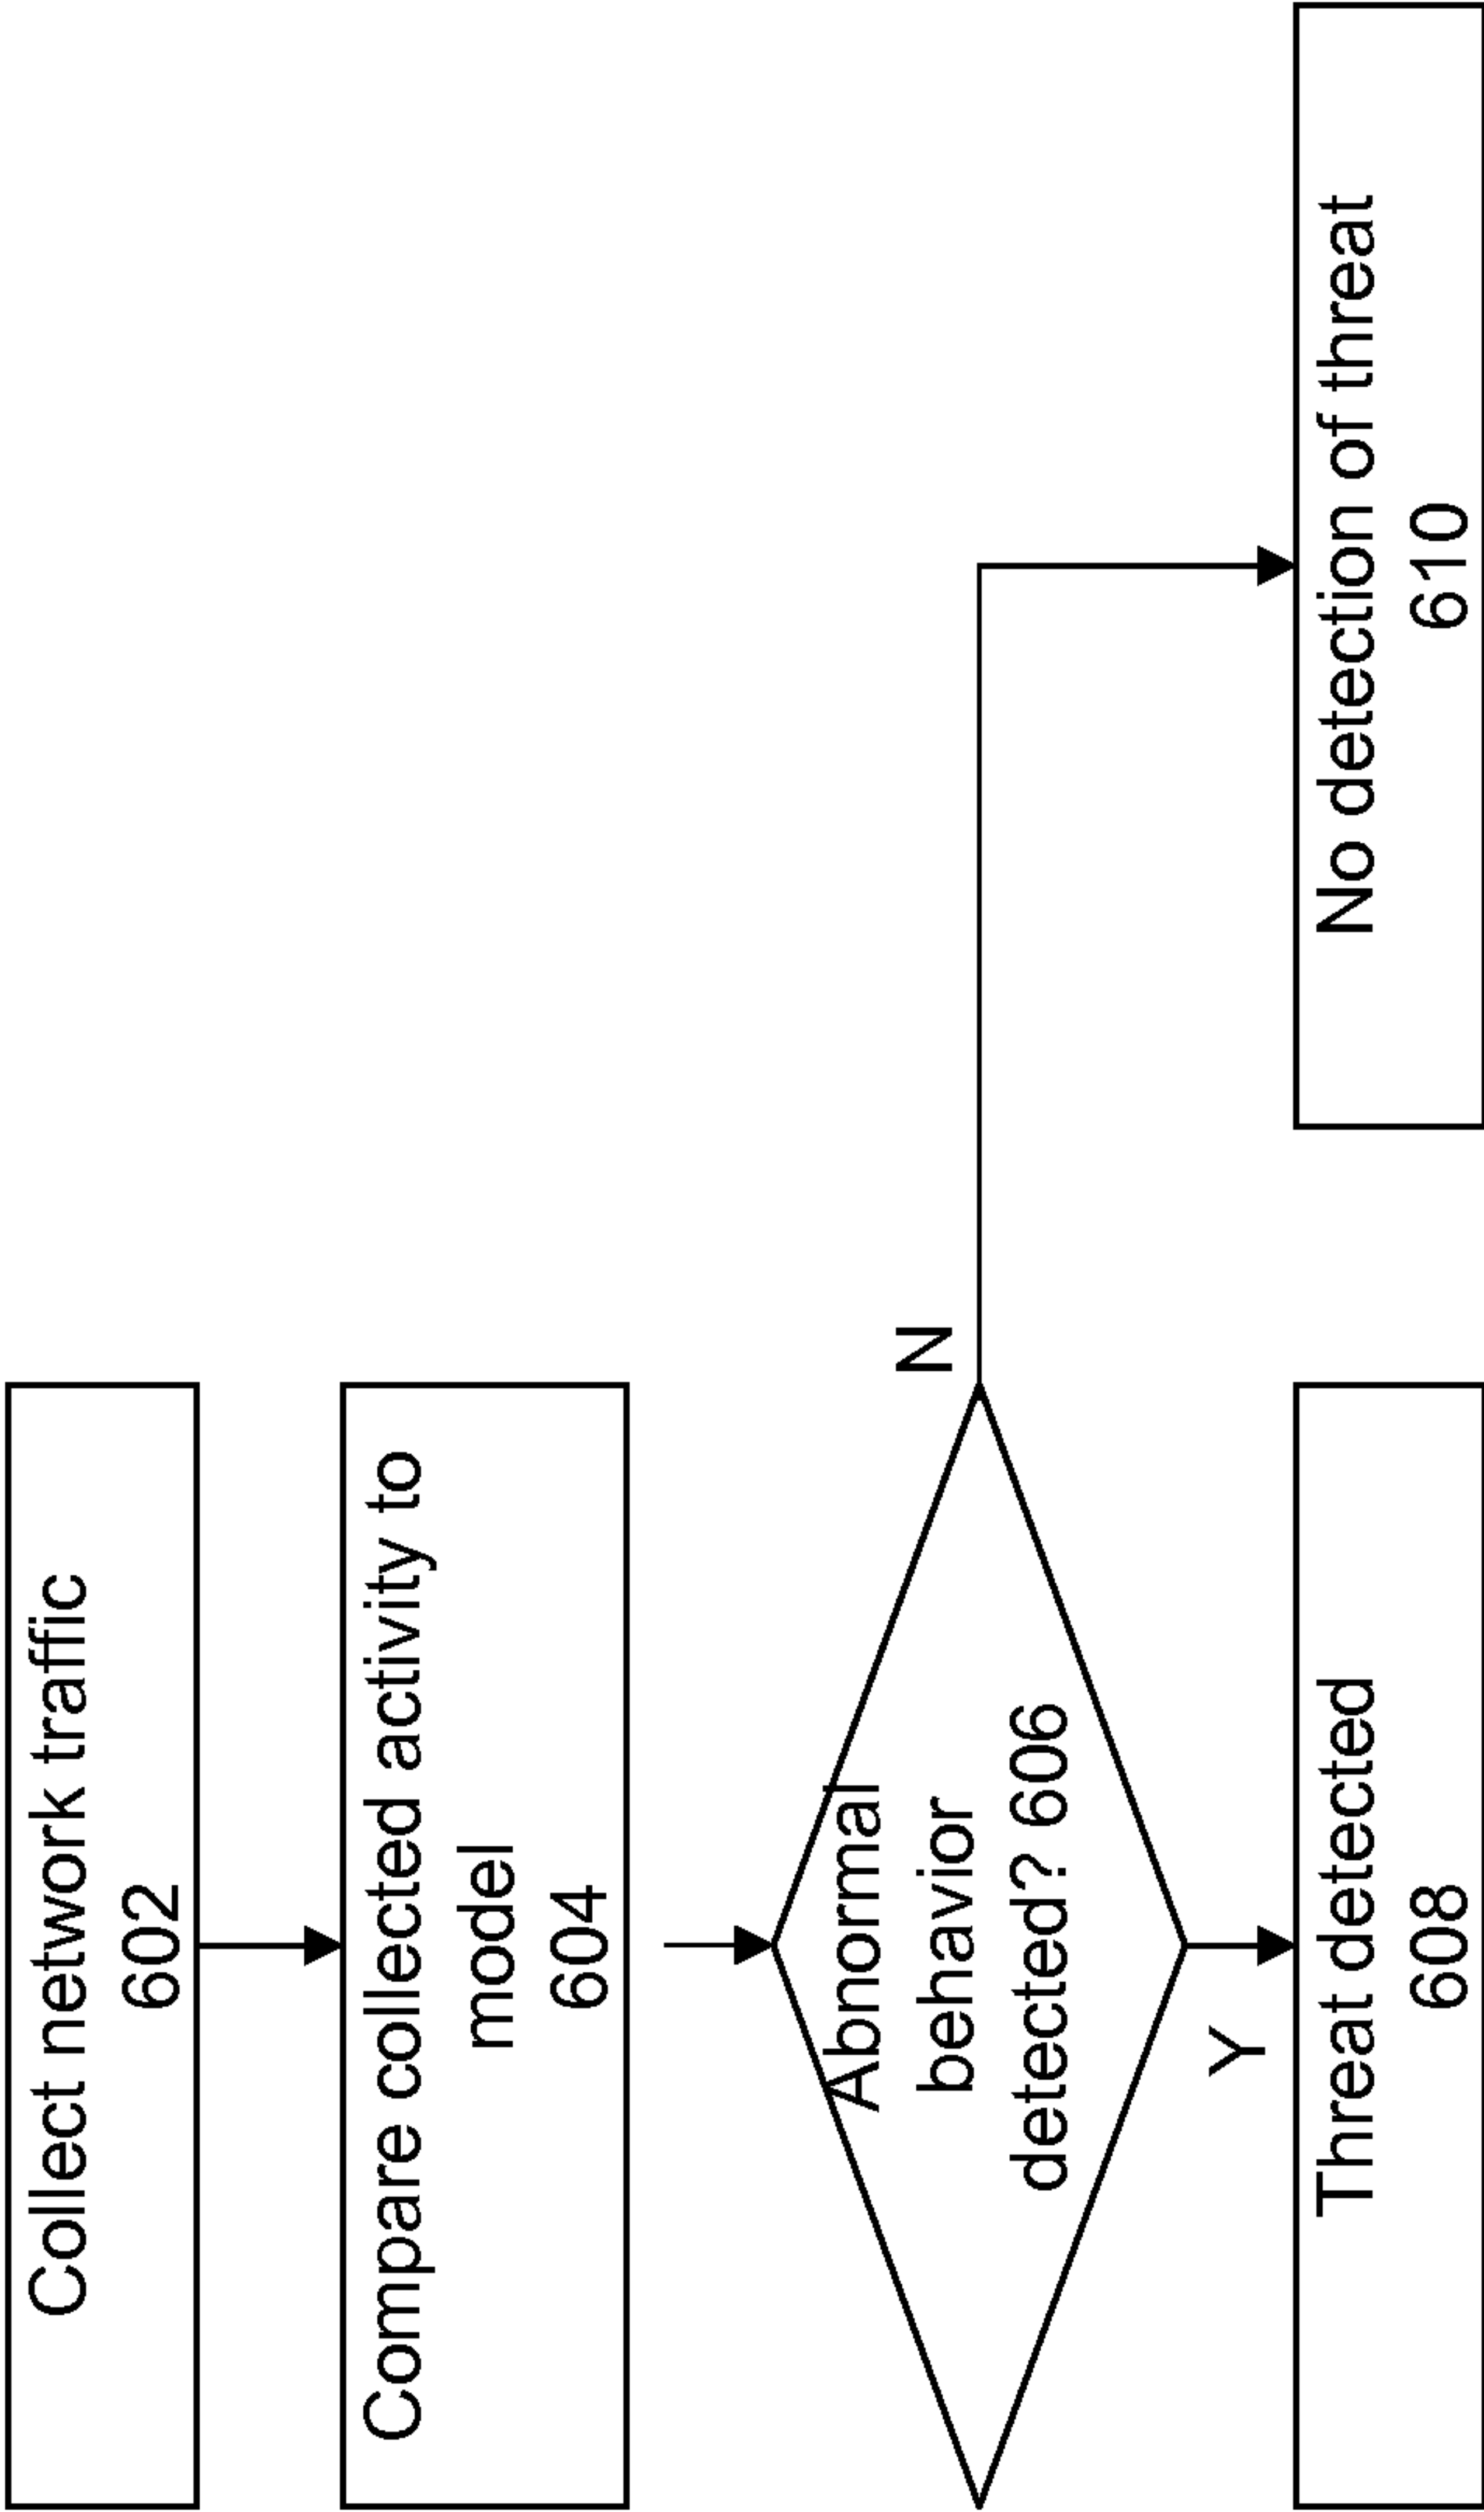 Collect network traffic
602
Compare collected activity to
model
604
Abnormal
behavior
detected? 606
N
Y
Threat detected
608
No detection of threat
610